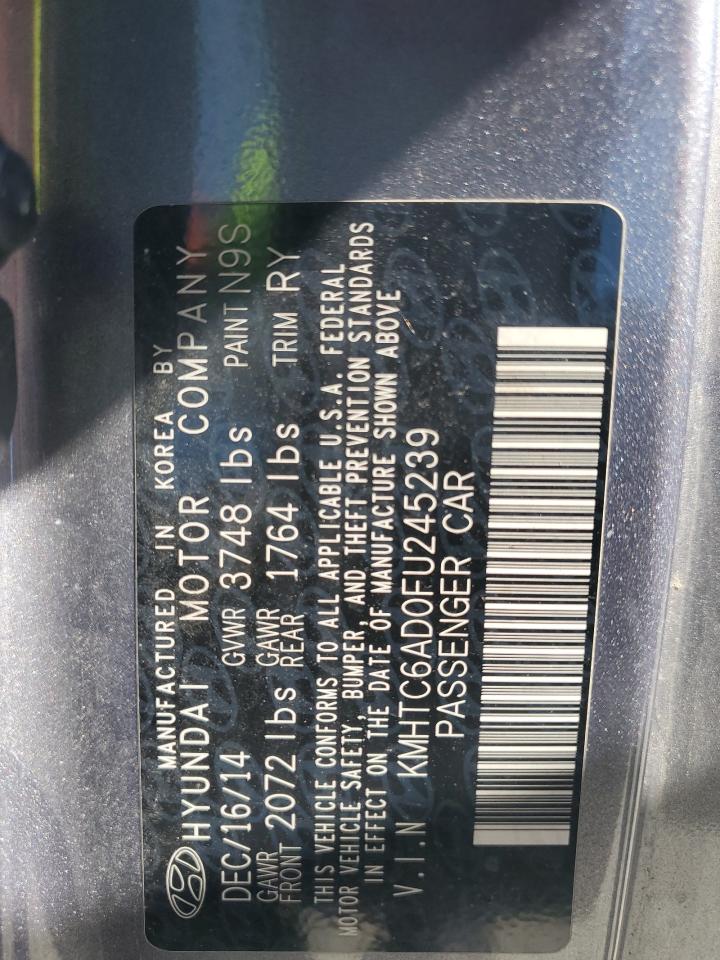 MANUFACTURED IN KOREA BY
HYUNDAI MOTOR COMPANY
DEC/16/14 GVWR 3748 lbs PAINT N9S
GAWR FRONT 2072 lbs GAWR REAR 1764 lbs TRIM RY
THIS VEHICLE CONFORMS TO ALL APPLICABLE U.S.A. FEDERAL
MOTOR VEHICLE SAFETY, BUMPER, AND THEFT PREVENTION STANDARDS
IN EFFECT ON THE DATE OF MANUFACTURE SHOWN ABOVE
V.I.N KMHTC6AD0FU245239
PASSENGER CAR